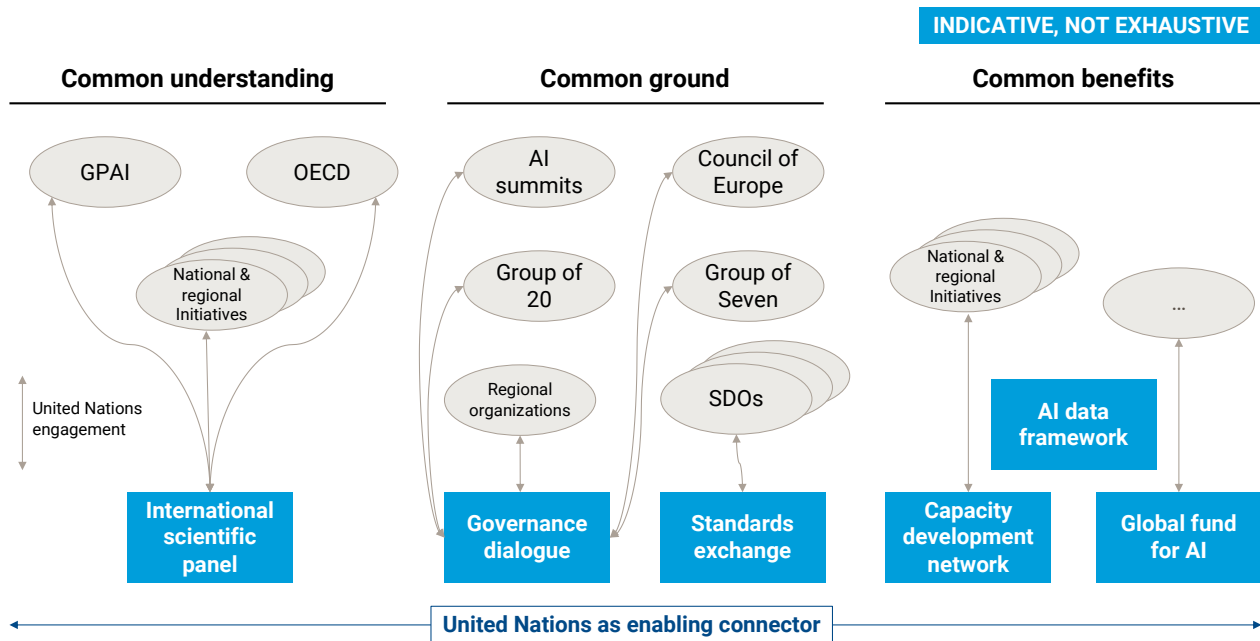 INDICATIVE, NOT EXHAUSTIVE
Common understanding
Common ground
Common benefits
GPAI
OECD
National &
regional
Initiatives
United Nations
engagement
International
scientific
panel
AI
summits
Council of
Europe
Group of
20
Group of
Seven
Regional
organizations
SDOs
Governance
dialogue
Standards
exchange
National &
regional
Initiatives
...
AI data
framework
Capacity
development
network
Global fund
for AI
United Nations as enabling connector